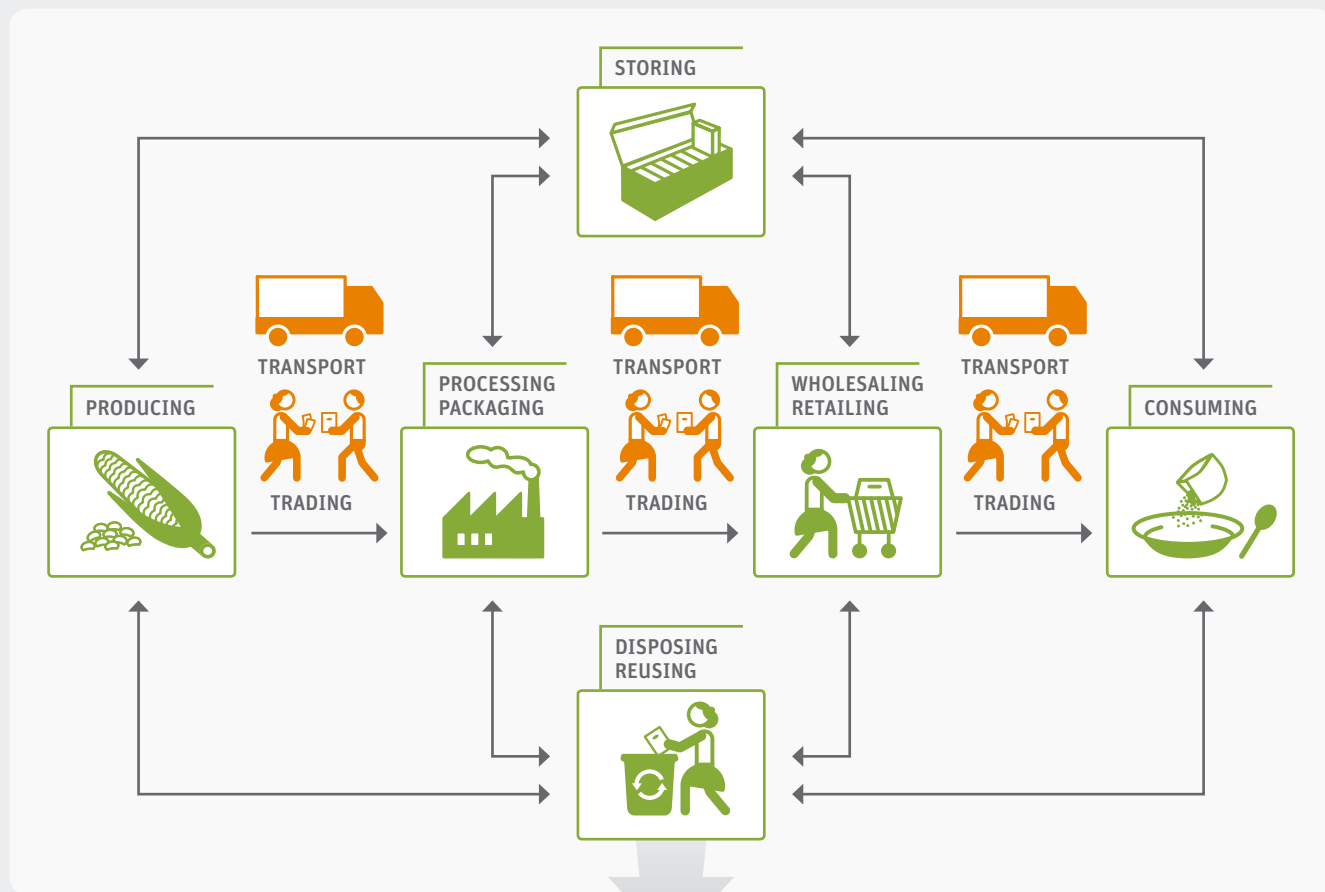 STORING
TRANSPORT
TRANSPORT
TRANSPORT
PRODUCING
PROCESSING
PACKAGING
WHOLESALING
RETAILING
CONSUMING
TRADING
TRADING
TRADING
DISPOSING
REUSING